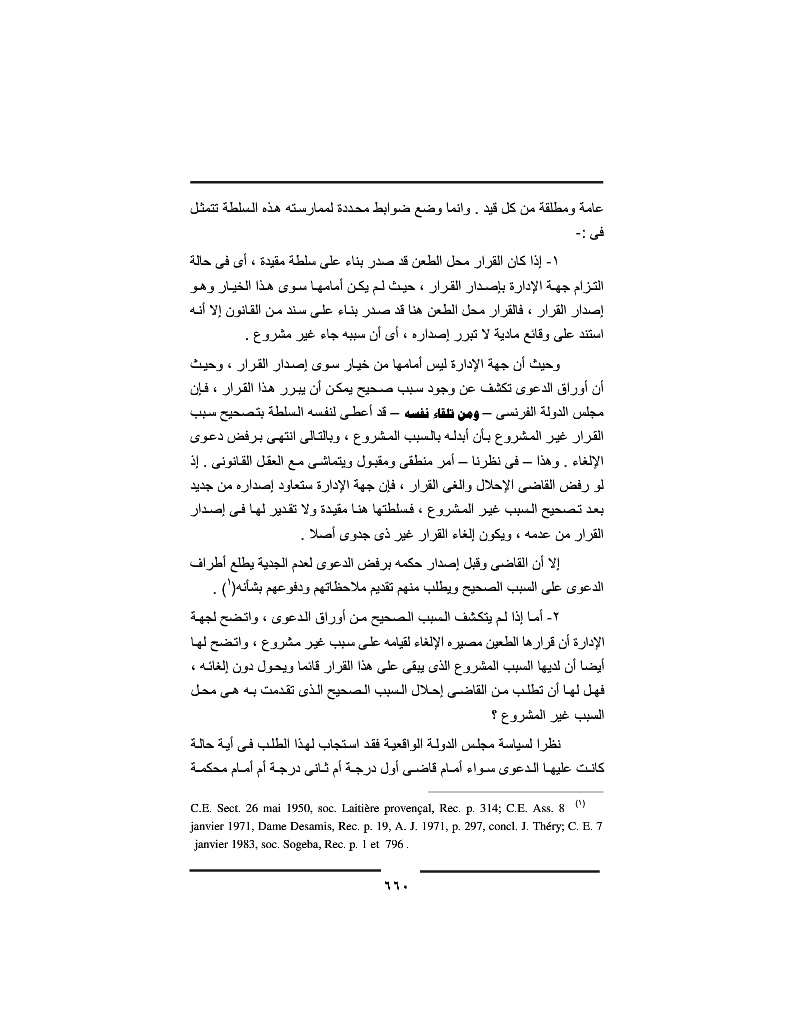 عامة ومطلقة من كل قيد . وانما وضع ضوابط محددة لممارسته هذه السلطة تتمثل
فى :-
١- إذا كان القرار محل الطعن قد صدر بناء على سلطة مقيدة ، أى فى حالة
التزام جهة الإدارة بإصدار القرار ، حيث لم يكن أمامها سوى هذا الخيار وهو
إصدار القرار ، فالقرار محل الطعن هنا قد صدر بناء على سند من القانون إلا أنه
استند على وقائع مادية لا تبرر إصداره ، أى أن سببه جاء غير مشروع .
وحيث أن جهة الإدارة ليس أمامها من خيار سوى إصدار القرار ، وحيث
أن أوراق الدعوى تكشف عن وجود سبب صحيح يمكن أن يبرر هذا القرار ، فإن
مجلس الدولة الفرنسى – ومن تلقاء نفسه – قد أعطى لنفسه السلطة بتصحيح سبب
القرار غير المشروع بأن أبدله بالسبب المشروع ، وبالتالى انتهى برفض دعوى
الإلغاء . وهذا – فى نظرنا – أمر منطقى ومقبول ويتماشى مع العقل القانونى . إذ
لو رفض القاضى الإحلال والغى القرار ، فإن جهة الإدارة ستعاود إصداره من جديد
بعد تصحيح السبب غير المشروع ، فسلطتها هنا مقيدة ولا تقدير لها فى إصدار
القرار من عدمه ، ويكون إلغاء القرار غير ذى جدوى أصلا .
إلا أن القاضى وقبل إصدار حكمه برفض الدعوى لعدم الجدية يطلع أطراف
الدعوى على السبب الصحيح ويطلب منهم تقديم ملاحظاتهم ودفوعهم بشأنه(١) .
٢- أما إذا لم يتكشف السبب الصحيح من أوراق الدعوى ، واتضح لجهة
الإدارة أن قرارها الطعين مصيره الإلغاء لقيامه على سبب غير مشروع ، واتضح لها
أيضا أن لديها السبب المشروع الذى يبقى على هذا القرار قائما ويحول دون إلغائه ،
فهل لها أن تطلب من القاضى إحلال السبب الصحيح الذى تقدمت به هى محل
السبب غير المشروع ؟
نظرا لسياسة مجلس الدولة الواقعية فقد استجاب لهذا الطلب فى أية حالة
كانت عليها الدعوى سواء أمام قاضى أول درجة أم ثانى درجة أم أمام محكمة
C.E. Sect. 26 mai 1950, soc. Laitière provençal, Rec. p. 314; C.E. Ass. 8 (١)
janvier 1971, Dame Desamis, Rec. p. 19, A. J. 1971, p. 297, concl. J. Théry; C. E. 7
janvier 1983, soc. Sogeba, Rec. p. 1 et 796 .
٦٦٠